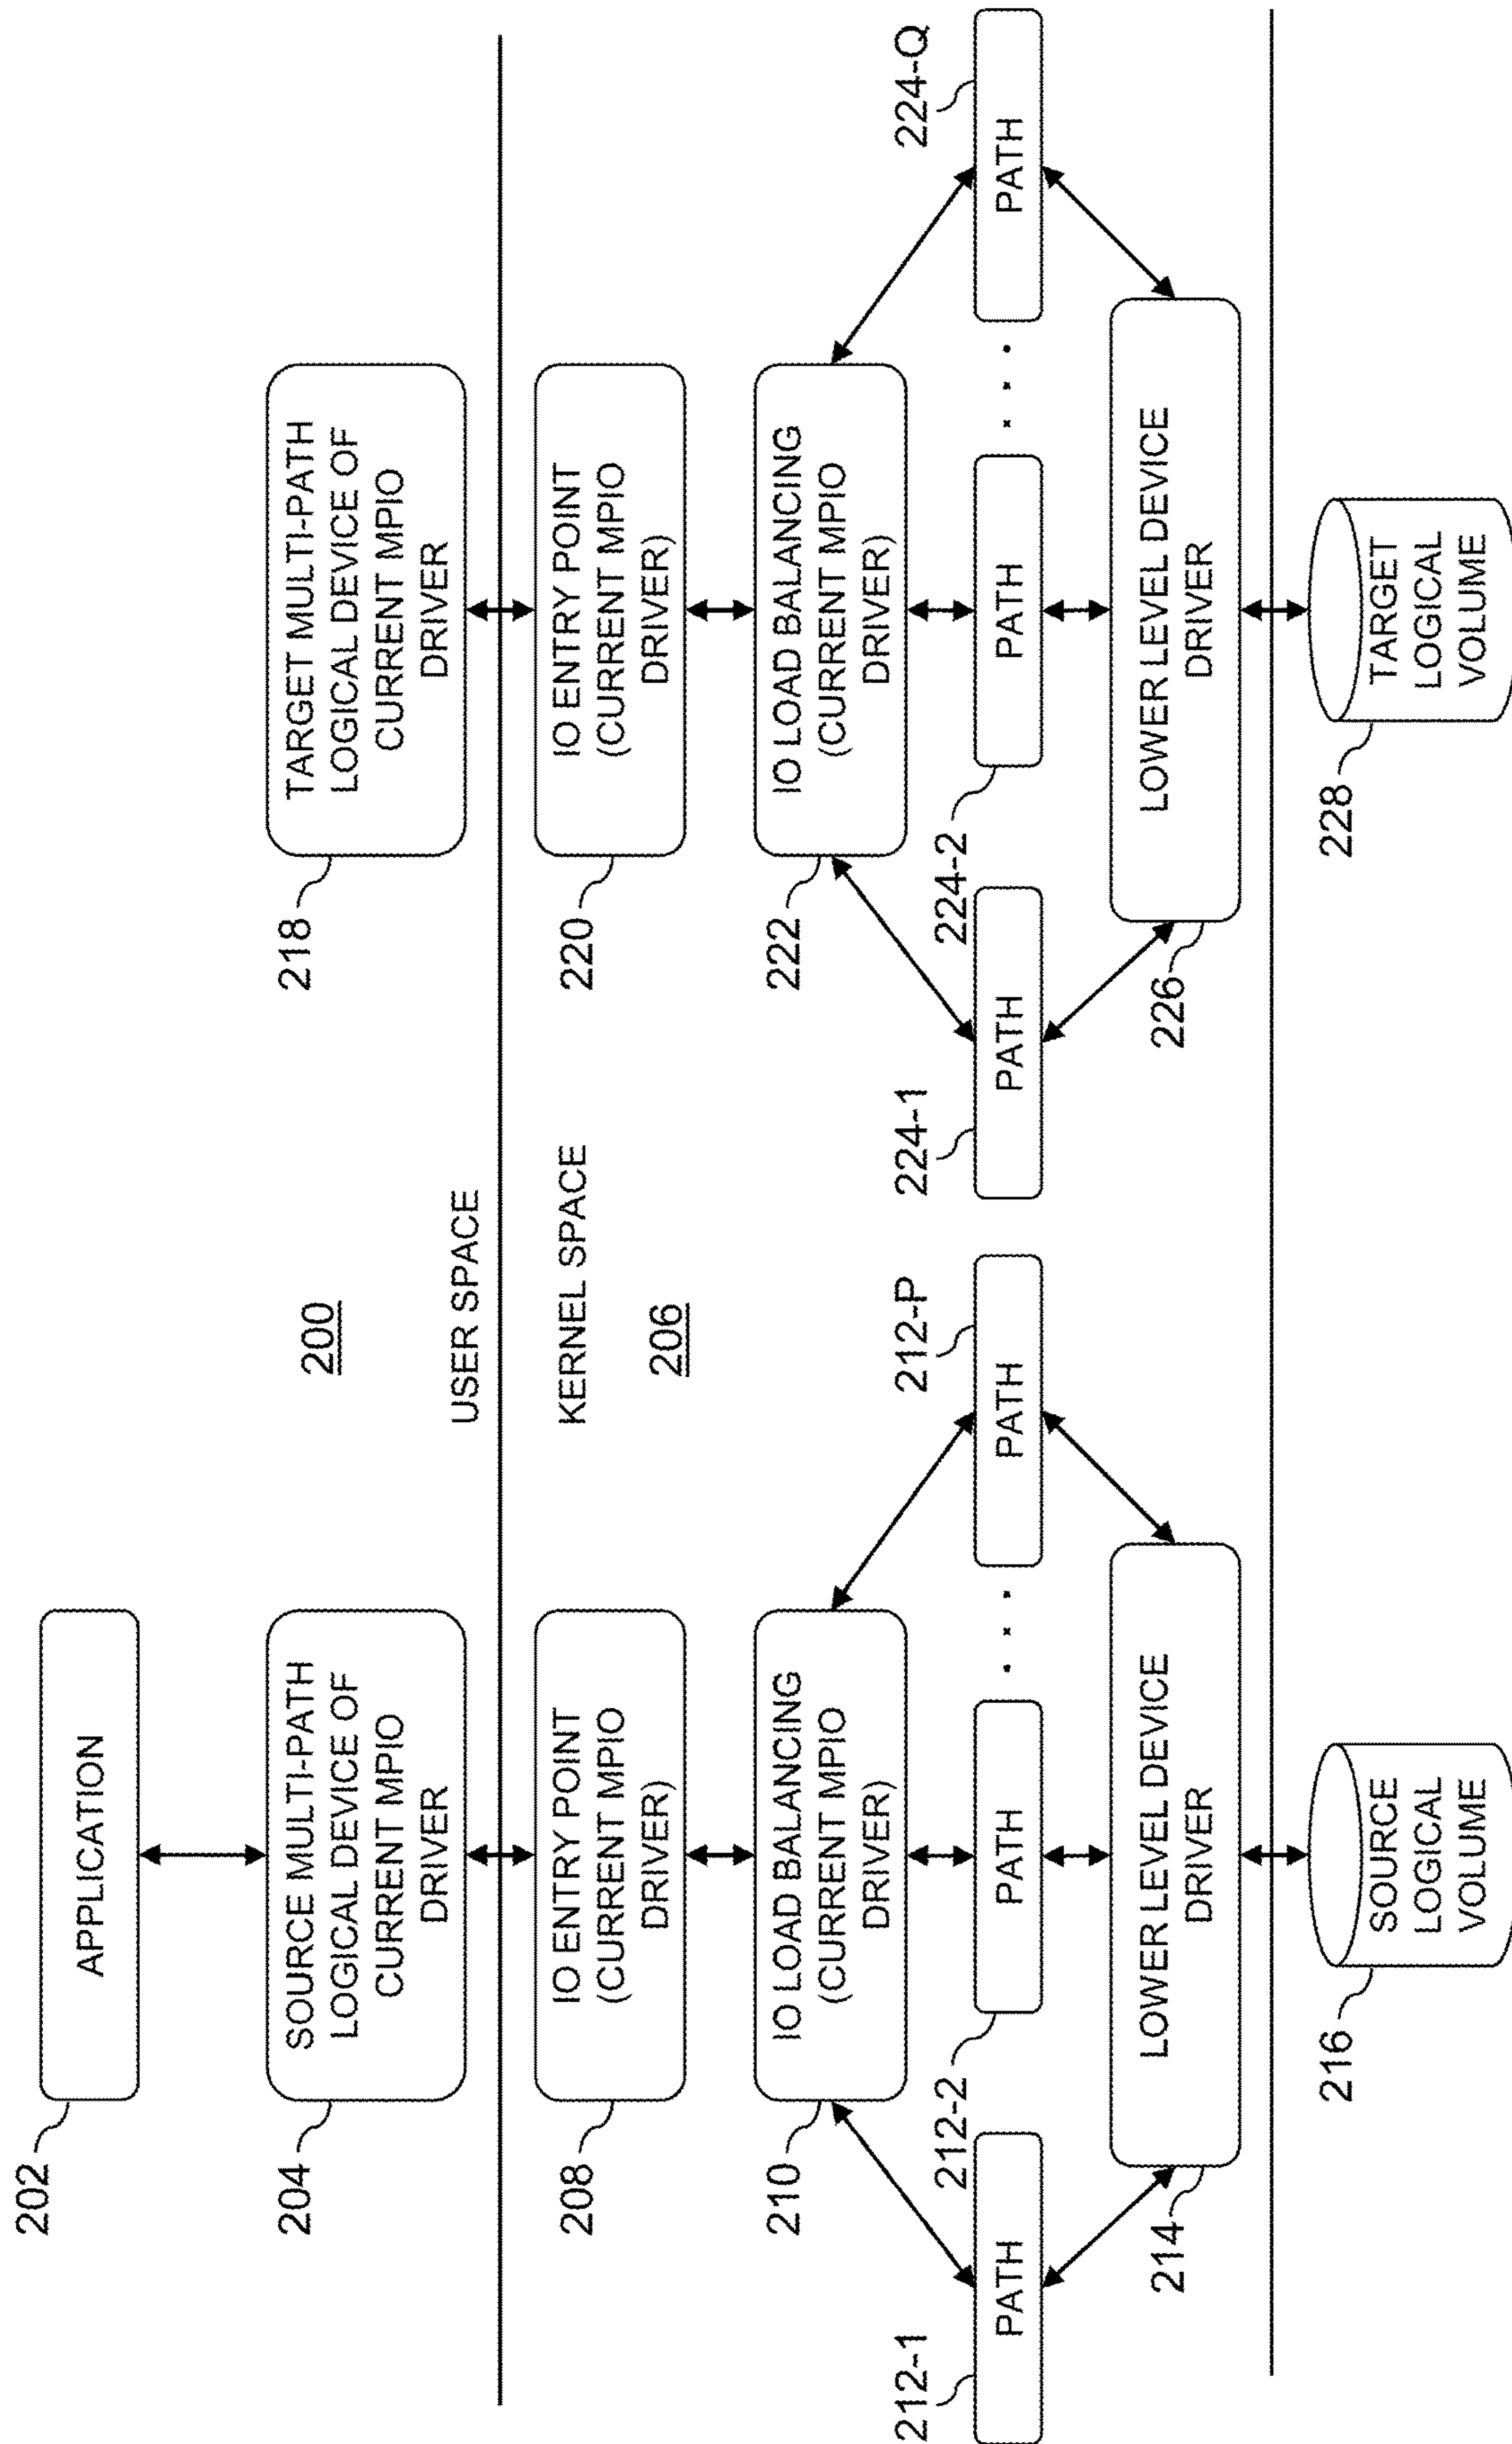 202
APPLICATION
204
SOURCE MULTI-PATH
LOGICAL DEVICE OF
CURRENT MPIO
DRIVER
200
218
TARGET MULTI-PATH
LOGICAL DEVICE OF
CURRENT MPIO
DRIVER
USER SPACE
KERNEL SPACE
206
208
IO ENTRY POINT
(CURRENT MPIO
DRIVER)
220
IO ENTRY POINT
(CURRENT MPIO
DRIVER)
210
IO LOAD BALANCING
(CURRENT MPIO
DRIVER)
222
IO LOAD BALANCING
(CURRENT MPIO
DRIVER)
212-1
PATH
212-2
PATH
. . .
212-P
PATH
224-1
PATH
224-2
PATH
. . .
224-Q
PATH
214
LOWER LEVEL DEVICE
DRIVER
226
LOWER LEVEL DEVICE
DRIVER
216
SOURCE
LOGICAL
VOLUME
228
TARGET
LOGICAL
VOLUME